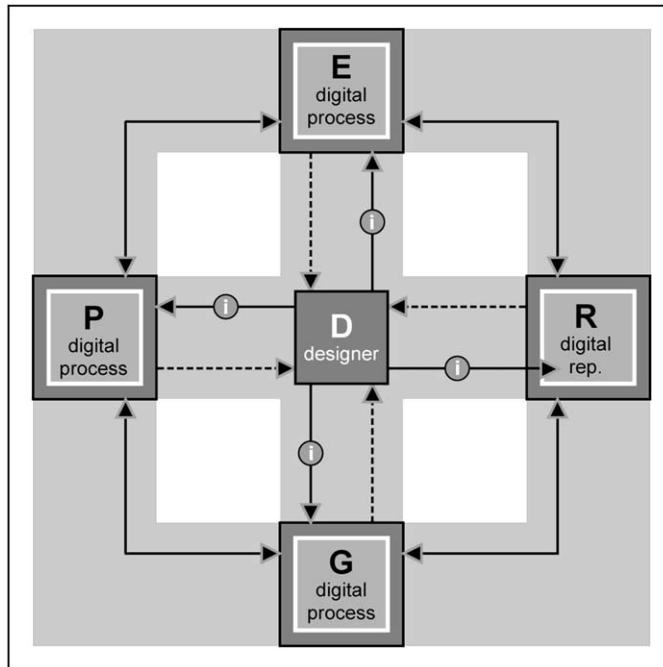 E
digital
process
i
P
digital
process
i
D
designer
i
R
digital
rep.
i
G
digital
process